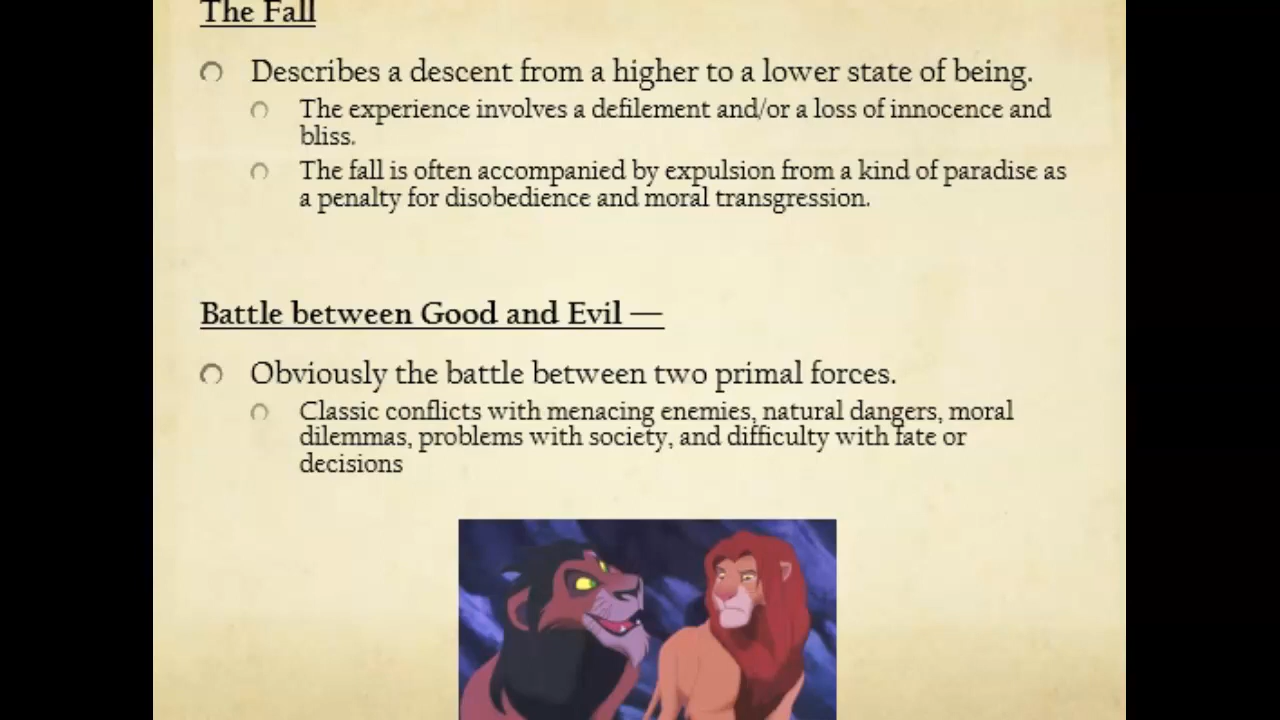 The Fall
Describes a descent from a higher to a lower state of being.
The experience involves a defilement and/or a loss of innocence and
bliss.
The fall is often accompanied by expulsion from a kind of paradise as
a penalty for disobedience and moral transgression.
Battle between Good and Evil —
Obviously the battle between two primal forces.
Classic conflicts with menacing enemies, natural dangers, moral
dilemmas, problems with society, and difficulty with fate or
decisions